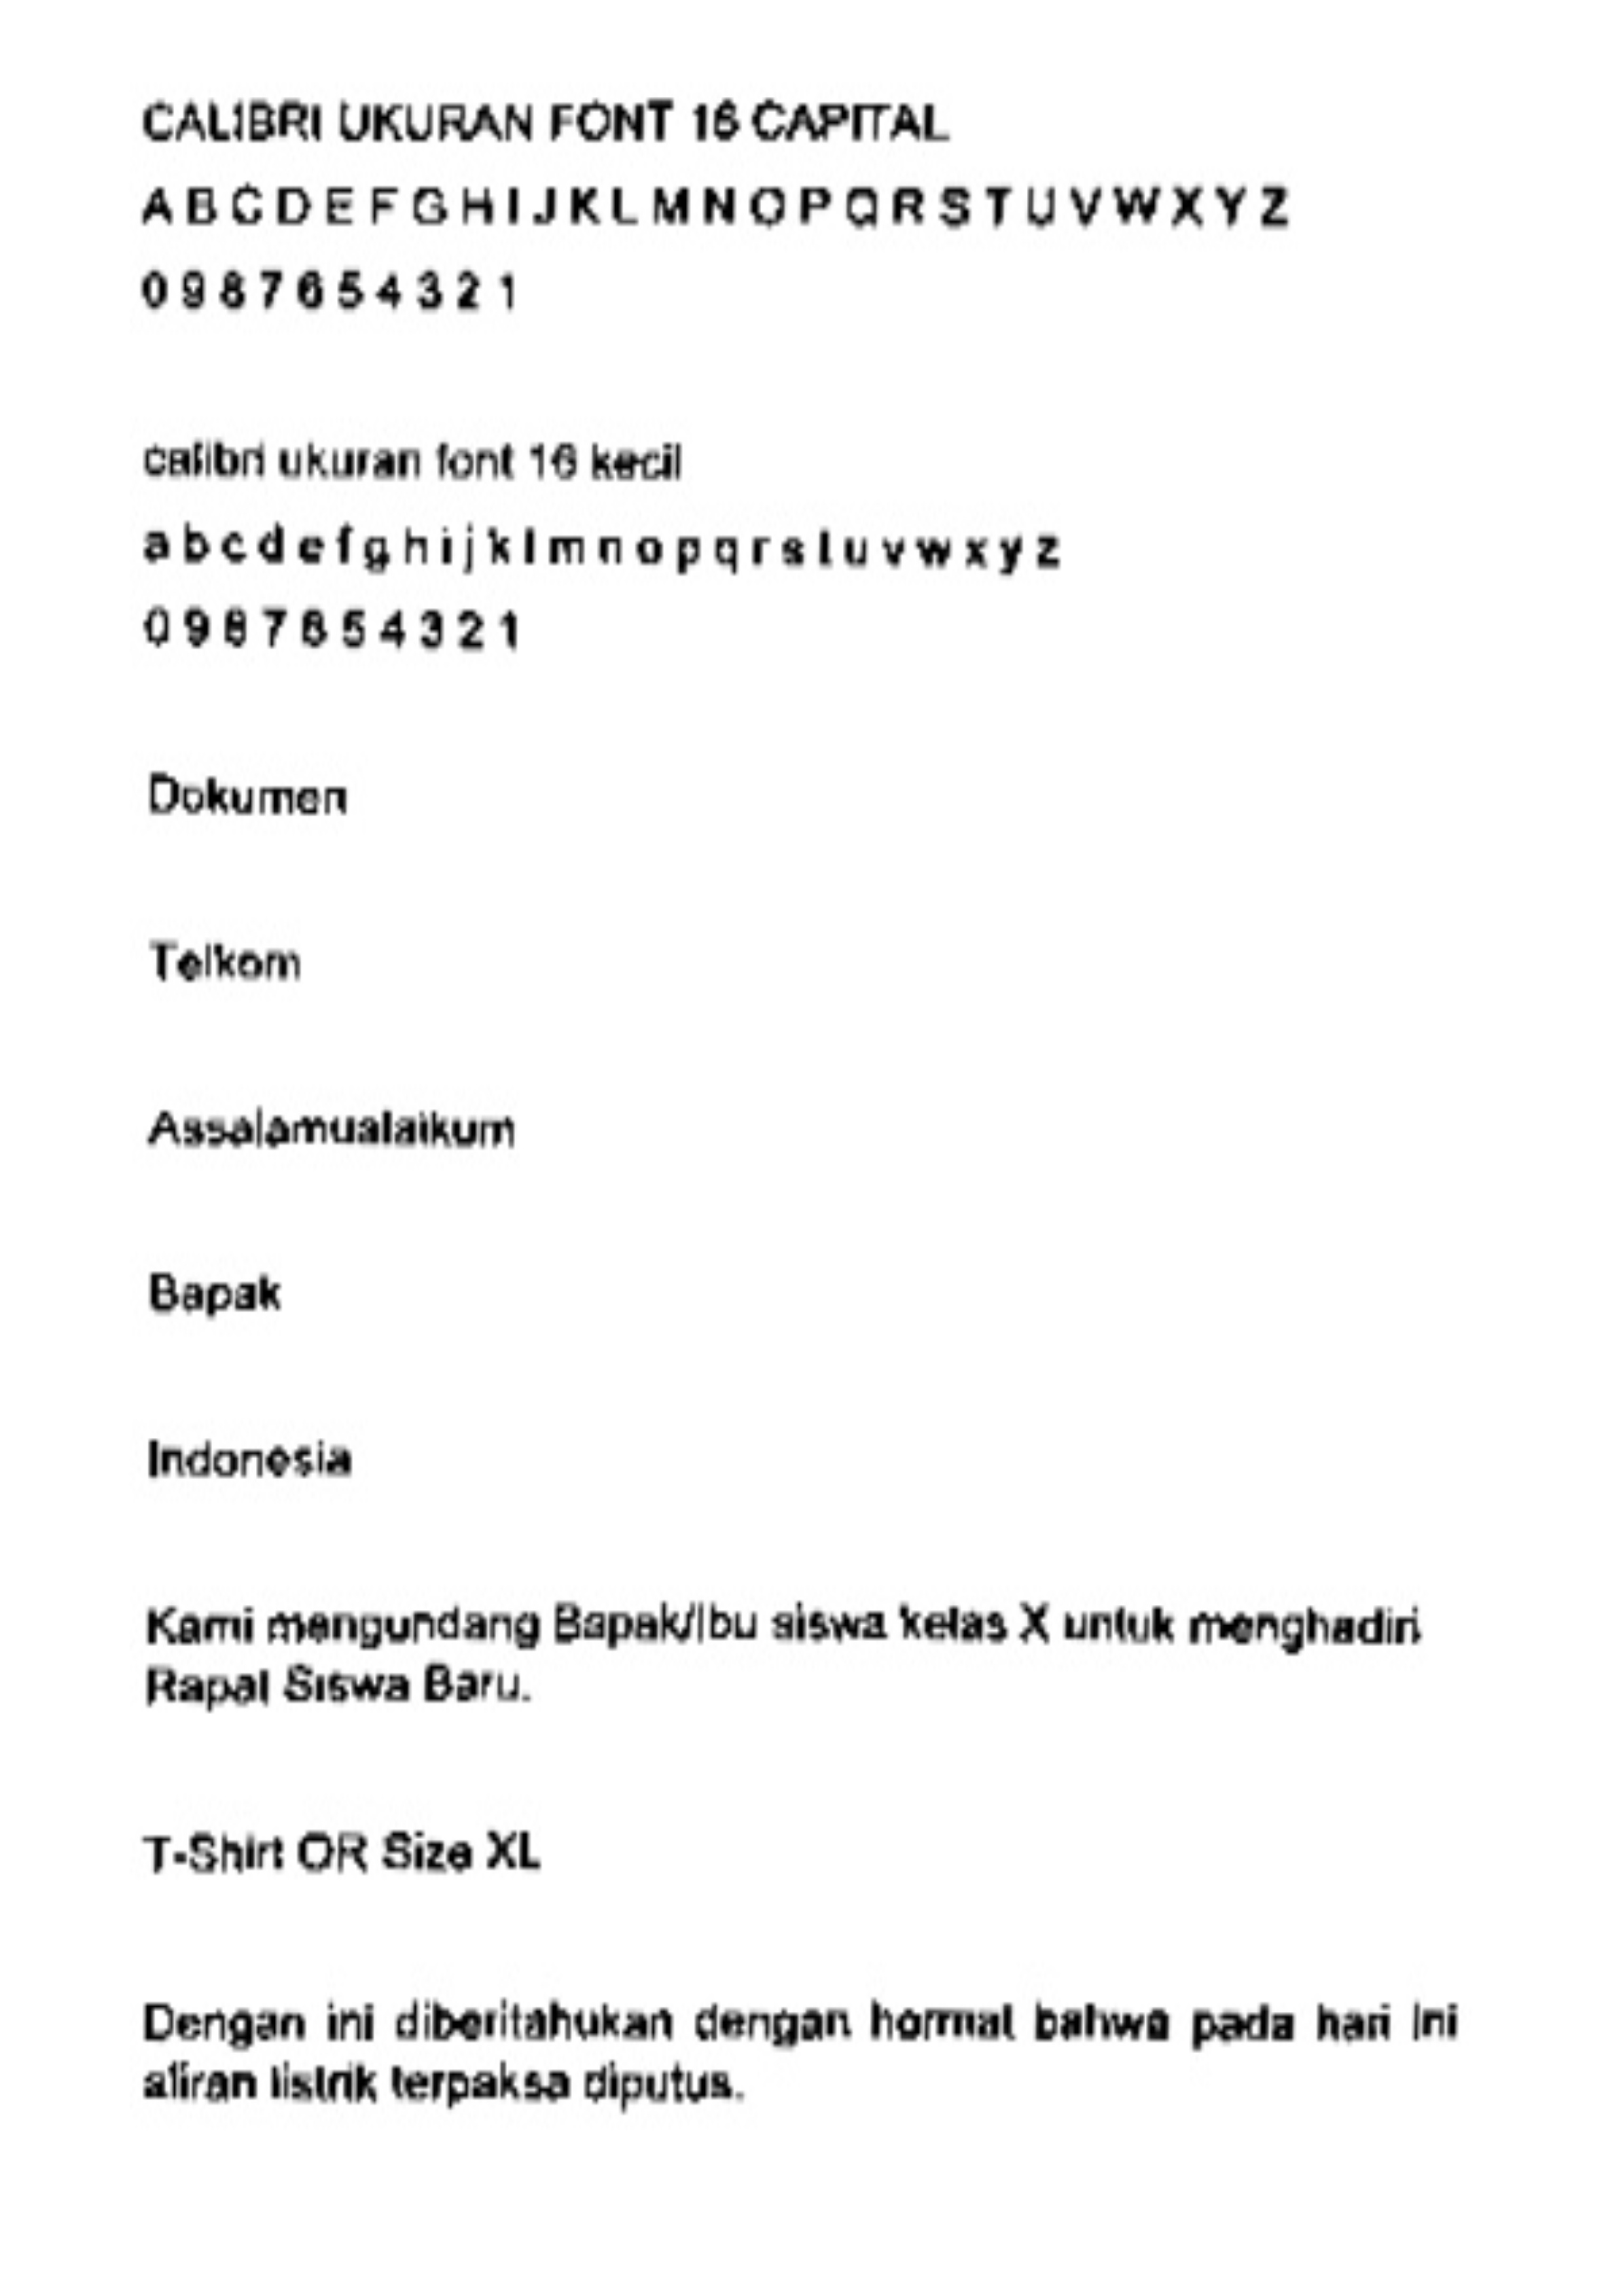 CALIBRI UKURAN FONT 16 CAPITAL
A B C D E F G H I J K L M N O P Q R S T U V W X Y Z
0 9 8 7 6 5 4 3 2 1
calibri ukuran font 16 kecil
a b c d e f g h i j k l m n o p q r s t u v w x y z
0 9 8 7 6 5 4 3 2 1
Dokumen
Telkom
Assalamualaikum
Bapak
Indonesia
Kami mengundang Bapak/Ibu siswa kelas X untuk menghadiri
Rapat Siswa Baru.
T-Shirt OR Size XL
Dengan ini diberitahukan dengan hormat bahwa pada hari ini
aliran listrik terpaksa diputus.